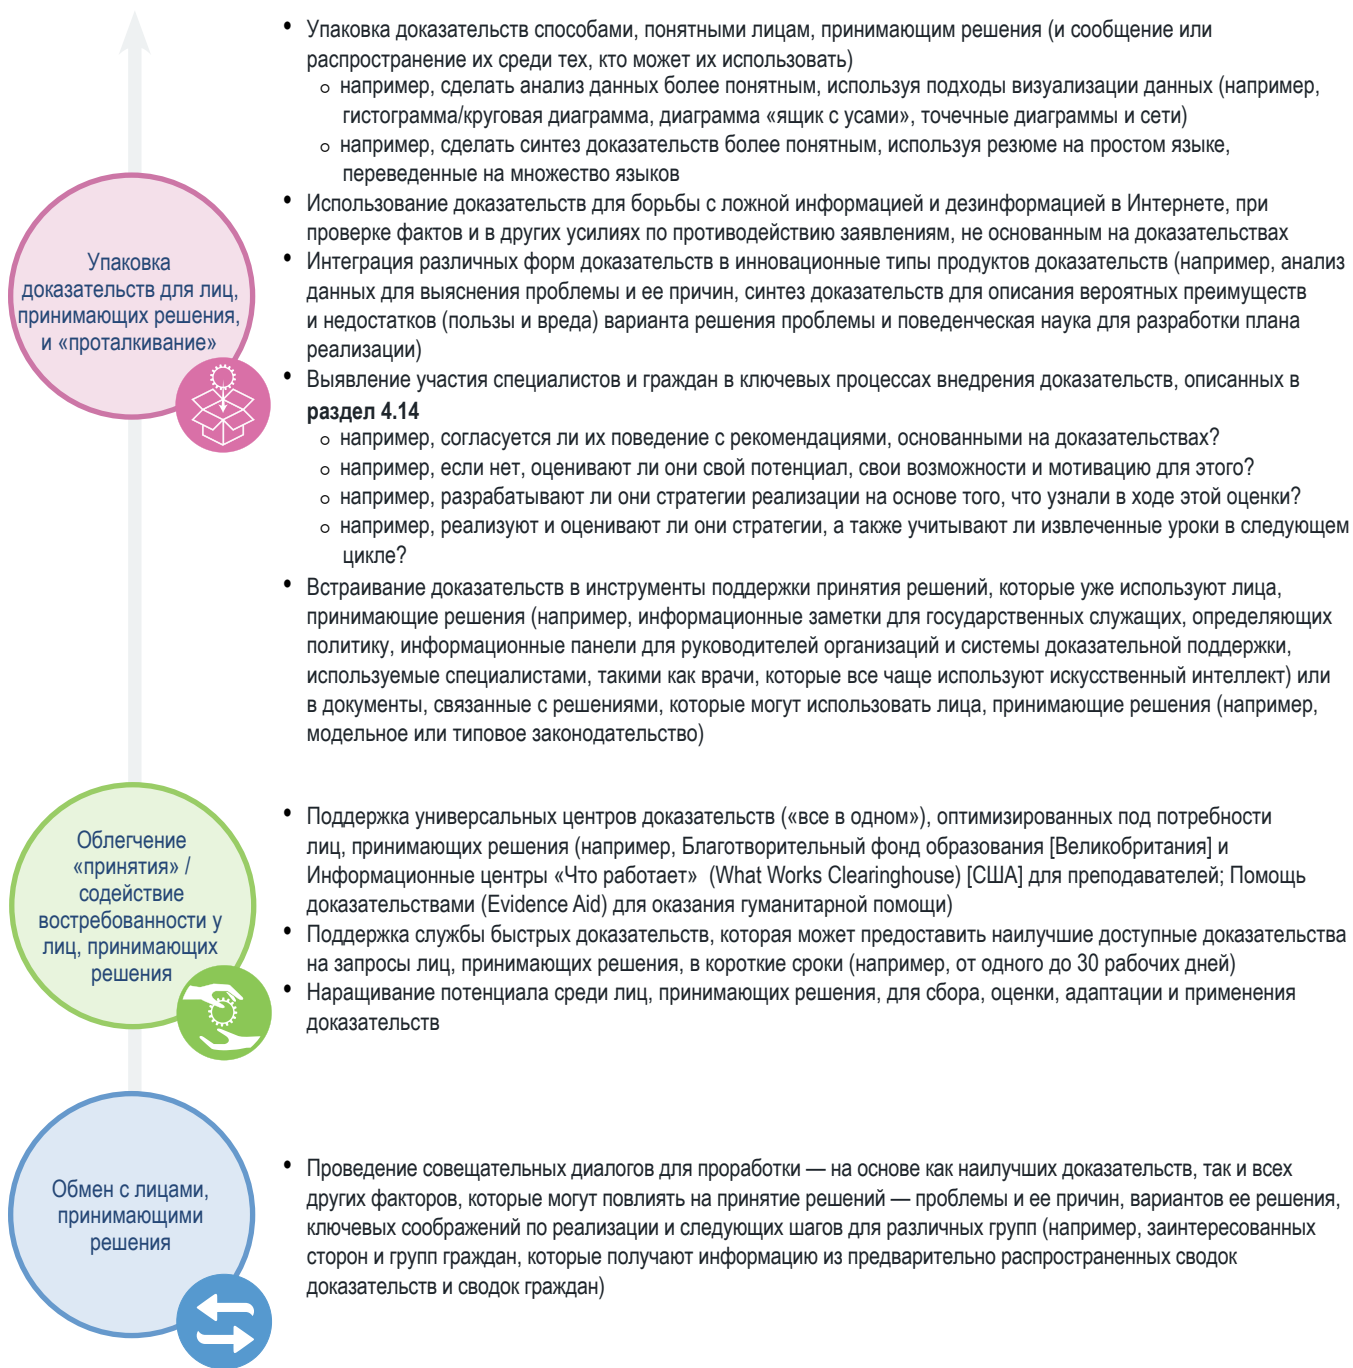 • Упаковка доказательств способами, понятными лицам, принимающим решения (и сообщение или
распространение их среди тех, кто может их использовать)
o например, сделать анализ данных более понятным, используя подходы визуализации данных (например,
гистограмма/круговая диаграмма, диаграмма «ящик с усами», точечные диаграммы и сети)
o например, сделать синтез доказательств более понятным, используя резюме на простом языке,
переведенные на множество языков
• Использование доказательств для борьбы с ложной информацией и дезинформацией в Интернете, при
проверке фактов и в других усилиях по противодействию заявлениям, не основанным на доказательствах
• Интеграция различных форм доказательств в инновационные типы продуктов доказательств (например, анализ
данных для выяснения проблемы и ее причин, синтез доказательств для описания вероятных преимуществ
и недостатков (пользы и вреда) варианта решения проблемы и поведенческая наука для разработки плана
реализации)
• Выявление участия специалистов и граждан в ключевых процессах внедрения доказательств, описанных в
раздел 4.14
o например, согласуется ли их поведение с рекомендациями, основанными на доказательствах?
o например, если нет, оценивают ли они свой потенциал, свои возможности и мотивацию для этого?
o например, разрабатывают ли они стратегии реализации на основе того, что узнали в ходе этой оценки?
o например, реализуют и оценивают ли они стратегии, а также учитывают ли извлеченные уроки в следующем
цикле?
• Встраивание доказательств в инструменты поддержки принятия решений, которые уже используют лица,
принимающие решения (например, информационные заметки для государственных служащих, определяющих
политику, информационные панели для руководителей организаций и системы доказательной поддержки,
используемые специалистами, такими как врачи, которые все чаще используют искусственный интеллект) или
в документы, связанные с решениями, которые могут использовать лица, принимающие решения (например,
модельное или типовое законодательство)
Упаковка
доказательств для лиц,
принимающих решения,
и «проталкивание»
• Поддержка универсальных центров доказательств («все в одном»), оптимизированных под потребности
лиц, принимающих решения (например, Благотворительный фонд образования [Великобритания] и
Информационные центры «Что работает» (What Works Clearinghouse) [США] для преподавателей; Помощь
доказательствами (Evidence Aid) для оказания гуманитарной помощи)
• Поддержка службы быстрых доказательств, которая может предоставить наилучшие доступные доказательства
на запросы лиц, принимающих решения, в короткие сроки (например, от одного до 30 рабочих дней)
• Наращивание потенциала среди лиц, принимающих решения, для сбора, оценки, адаптации и применения
доказательств
Облегчение
«принятия» /
содействие
востребованности у
лиц, принимающих
решения
• Проведение совещательных диалогов для проработки — на основе как наилучших доказательств, так и всех
других факторов, которые могут повлиять на принятие решений — проблемы и ее причин, вариантов ее решения,
ключевых соображений по реализации и следующих шагов для различных групп (например, заинтересованных
сторон и групп граждан, которые получают информацию из предварительно распространенных сводок
доказательств и сводок граждан)
Обмен с лицами,
принимающими
решения